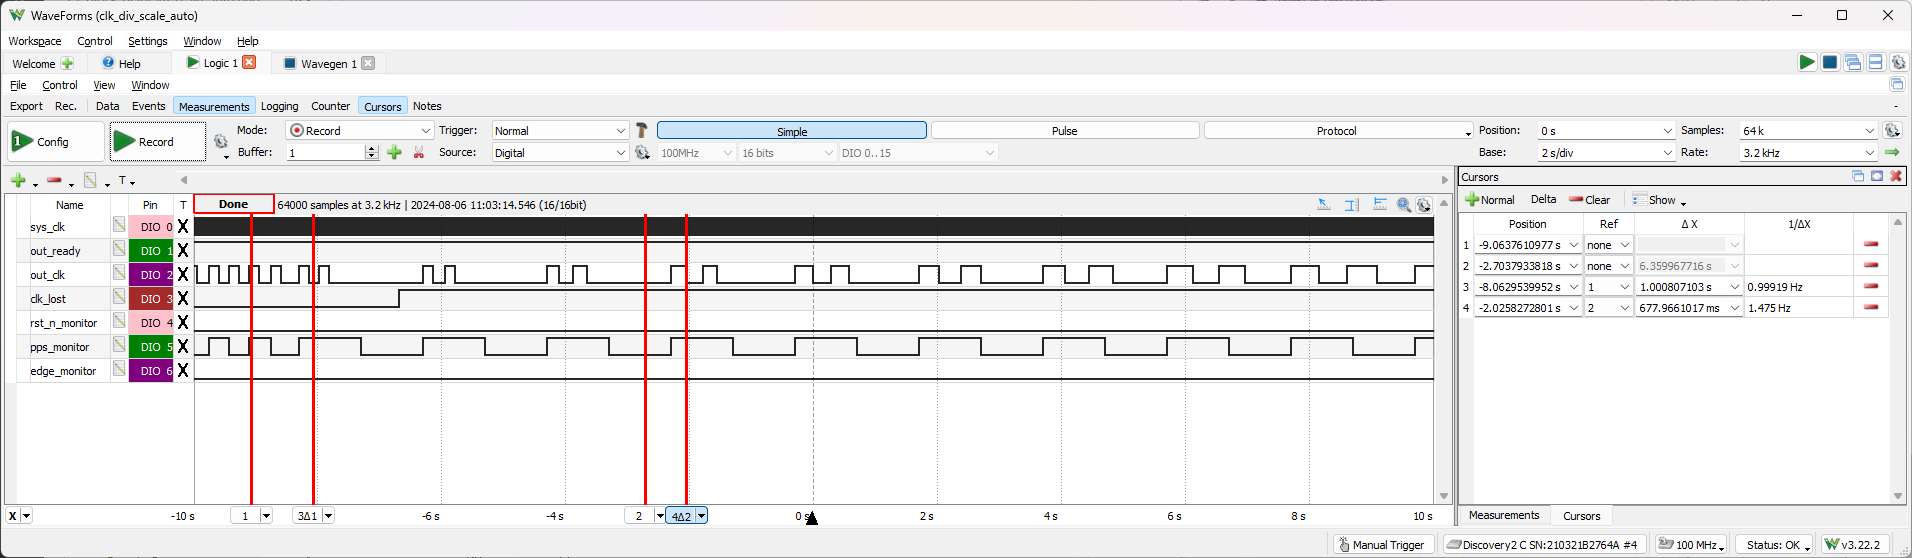 WaveForms (clk_div_scale_auto)
Workspace Control Settings Window Help
Welcome Help Logic 1 Wavegen 1
File Control View Window
Export Rec. Data Events Measurements Logging Counter Cursors Notes
1 Config Record Mode: Record Trigger: Normal Simple Pulse Protocol Position: 0 s Samples: 64 k
Buffer: 1 Source: Digital 100MHz 16 bits DIO 0..15 Base: 2 s/div Rate: 3.2 kHz
T
Name Pin T Done 64000 samples at 3.2 kHz | 2024-08-06 11:03:14.546 (16/16bit)
sys_clk DIO 0 X
out_ready DIO 1 X
out_clk DIO 2 X
clk_lost DIO 3 X
rst_n_monitor DIO 4 X
pps_monitor DIO 5 X
edge_monitor DIO 6 X
X -10 s 1 3Δ1 -6 s -4 s 2 4Δ2 0 s 2 s 4 s 6 s 8 s 10 s
Cursors
Normal Delta Clear Show
Position Ref Δ X 1/ΔX
1 -9.0637610977 s none
2 -2.7037933818 s none 6.359967716 s
3 -8.0629539952 s 1 1.000807103 s 0.99919 Hz
4 -2.0258272801 s 2 677.9661017 ms 1.475 Hz
Measurements Cursors
Manual Trigger Discovery2 C SN:210321B2764A #4 100 MHz Status: OK v3.22.2